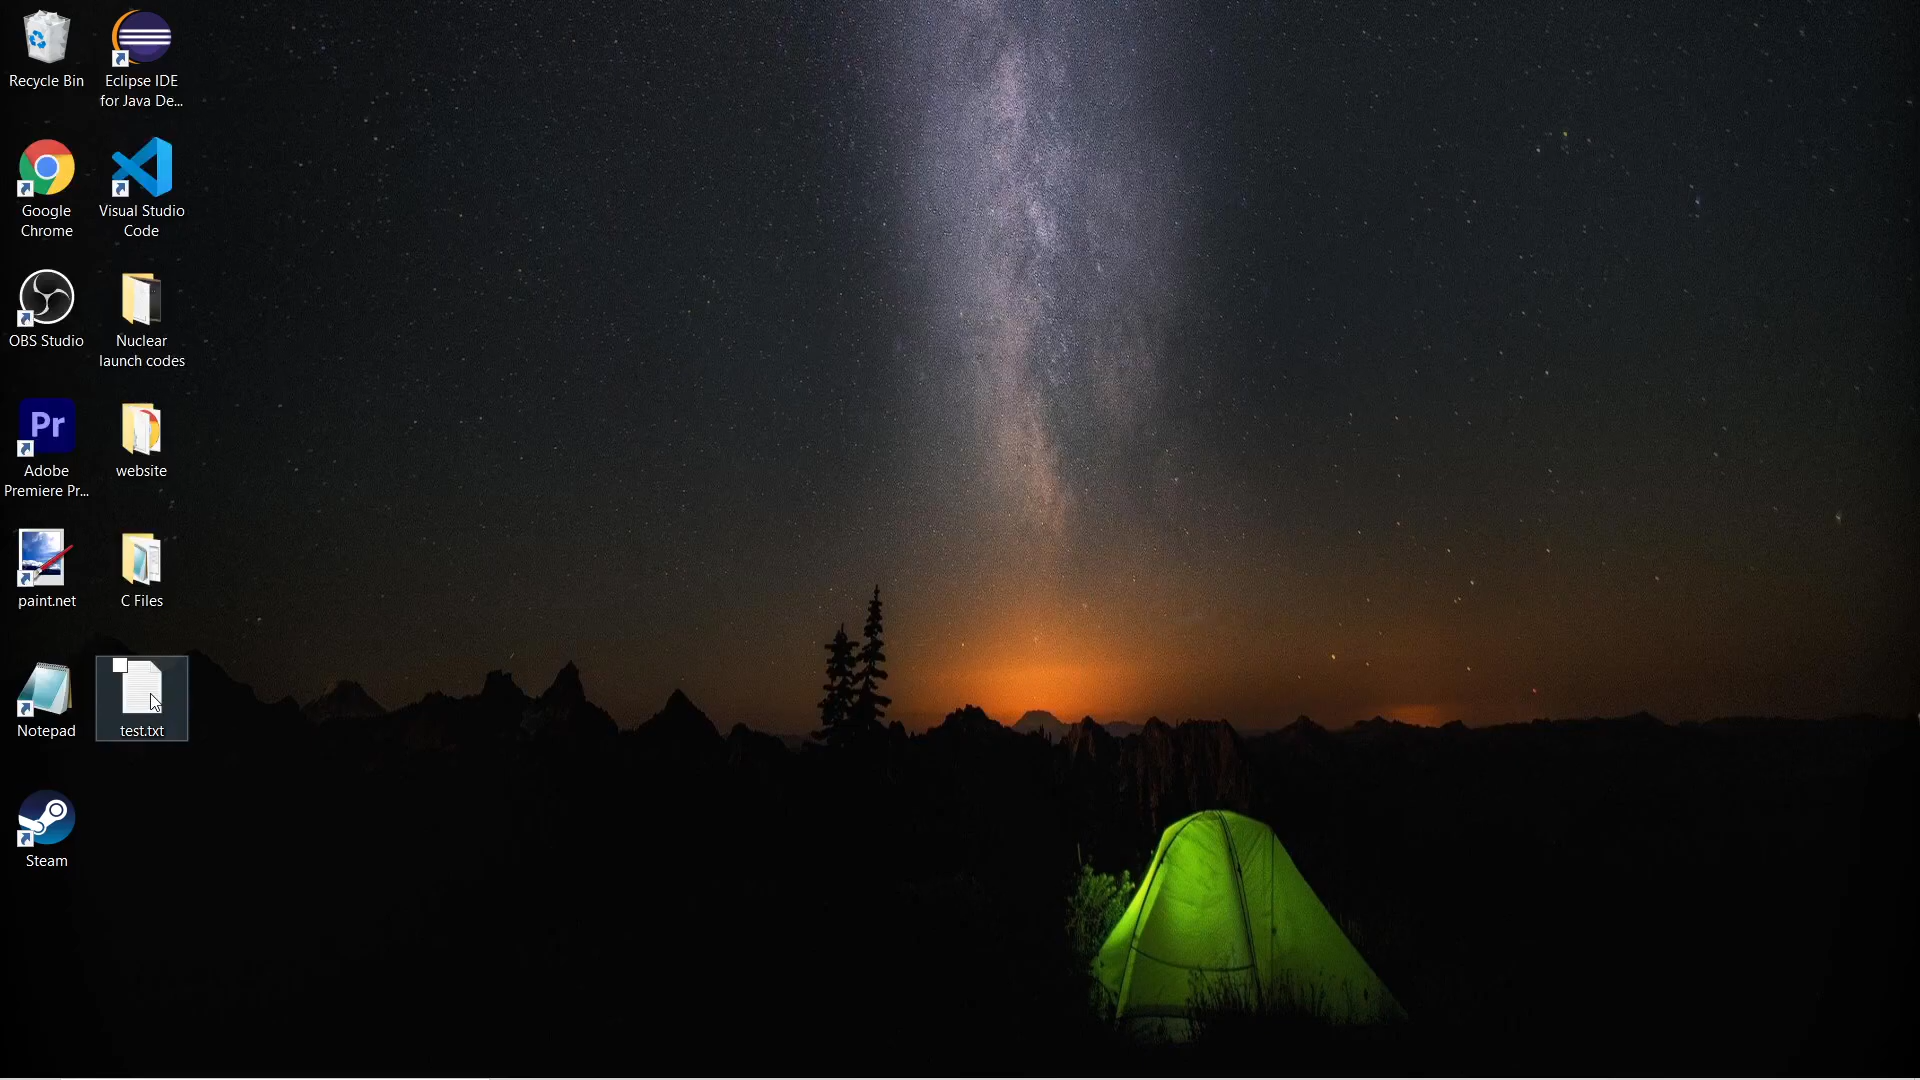 Recycle Bin
Eclipse IDE
for Java De...
Google
Chrome
Visual Studio
Code
OBS Studio
Nuclear
launch codes
Pr
Adobe
Premiere Pr...
website
paint.net
C Files
Notepad
test.txt
Steam